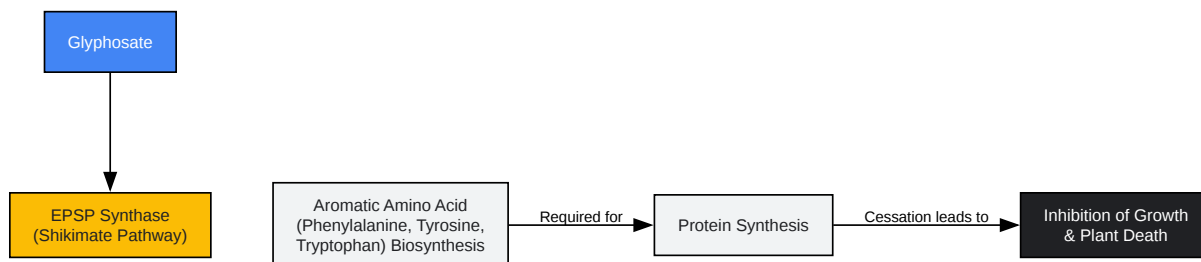 Glyphosate
EPSP Synthase
(Shikimate Pathway)
Aromatic Amino Acid
(Phenylalanine, Tyrosine,
Tryptophan) Biosynthesis
Required for
Protein Synthesis
Cessation leads to
Inhibition of Growth
& Plant Death